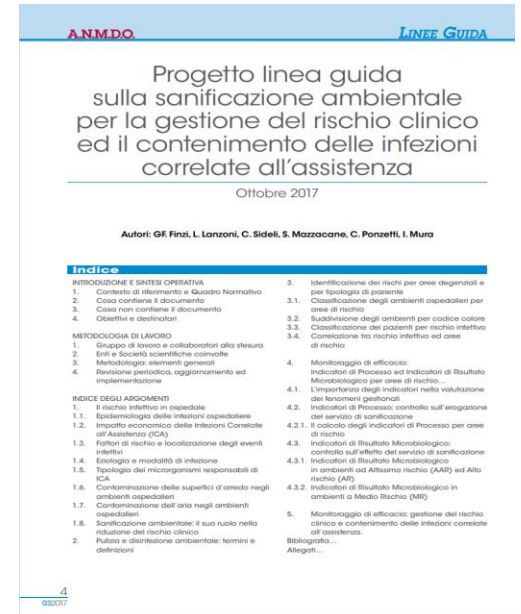 A.N.M.D.O.
LINEE GUIDA
Progetto linea guida
sulla sanificazione ambientale
per la gestione del rischio clinico
ed il contenimento delle infezioni
correlate all'assistenza
Ottobre 2017
Autori: GF. Finzi, L. Lanzoni, C. Sideli, S. Mazzacane, C. Ponzetti, I. Mura
Indice
INTRODUZIONE E SINTESI OPERATIVA
1. Contesto di riferimento e Quadro Normativo
2. Cosa contiene il documento
3. Cosa non contiene il documento
4. Obiettivi e destinatari
METODOLOGIA DI LAVORO
1. Gruppo di lavoro e collaboratori alla stesura
2. Enti e Società scientifiche coinvolte
3. Metodologia: elementi generali
4. Revisione periodica, aggiornamento ed
implementazione
INDICE DEGLI ARGOMENTI
1. Il rischio infettivo in ospedale
1.1. Epidemiologia delle infezioni ospedaliere
1.2. Impatto economico delle Infezioni Correlate
all'Assistenza (ICA)
1.3. Fattori di rischio e localizzazione degli eventi
infettivi
1.4. Eziologia e modalità di infezione
1.5. Tipologia dei microrganismi responsabili di
ICA
1.6. Contaminazione delle superfici d'arredo negli
ambienti ospedalieri
1.7. Contaminazione dell'aria negli ambienti
ospedalieri
1.8. Sanificazione ambientale: il suo ruolo nella
riduzione del rischio clinico
2. Pulizia e disinfezione ambientale: termini e
definizioni
3. Identificazione dei rischi per aree degenziali e
per tipologia di paziente
3.1. Classificazione degli ambienti ospedalieri per
aree di rischio
3.2. Suddivisione degli ambienti per codice colore
3.3. Classificazione dei pazienti per rischio infettivo
3.4. Correlazione tra rischio infettivo ed aree
di rischio
4. Monitoraggio di efficacia:
Indicatori di Processo ed Indicatori di Risultato
Microbiologico per aree di rischio…
4.1. L'importanza degli indicatori nella valutazione
dei fenomeni gestionali
4.2. Indicatori di Processo: controllo sull'erogazione
del servizio di sanificazione
4.2.1. Il calcolo degli indicatori di Processo per aree
di rischio
4.3. Indicatori di Risultato Microbiologico:
controllo sull'effetto del servizio di sanificazione
4.3.1. Indicatori di Risultato Microbiologico
in ambienti ad Altissimo rischio (AAR) ed Alto
rischio (AR)
4.3.2. Indicatori di Risultato Microbiologico in
ambienti a Medio Rischio (MR)
5. Monitoraggio di efficacia: gestione del rischio
clinico e contenimento delle infezioni correlate
all'assistenza.
Bibliografia…
Allegati…
4
032017